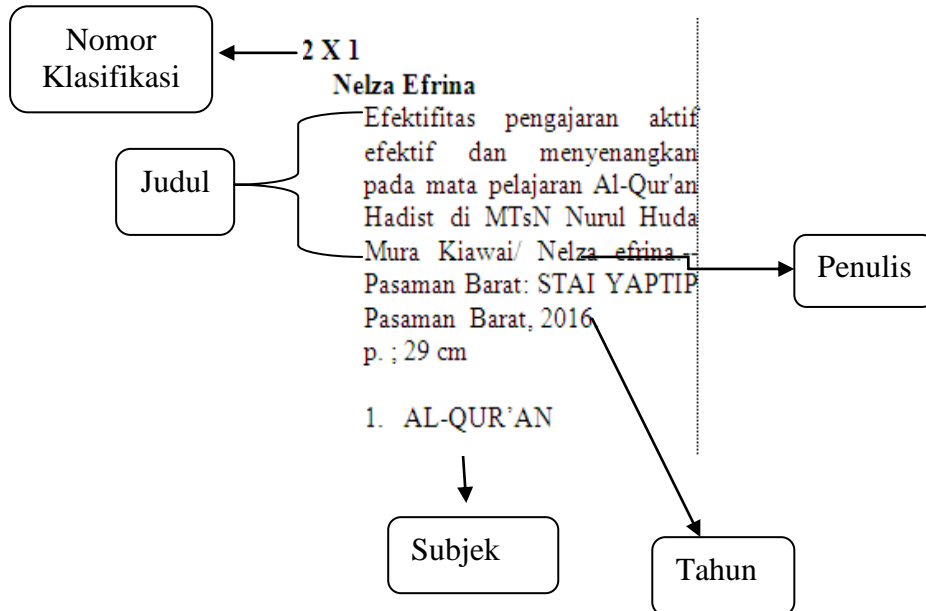 Nomor
Klasifikasi
2 X 1
Nelza Efrina
Efektifitas pengajaran aktif
efektif dan menyenangkan
pada mata pelajaran Al-Qur'an
Hadist di MTsN Nurul Huda
Mura Kiawai/ Nelza efrina.--
Pasaman Barat: STAI YAPTIP
Pasaman Barat, 2016
p. ; 29 cm
1. AL-QUR’AN
Judul
Penulis
Subjek
Tahun